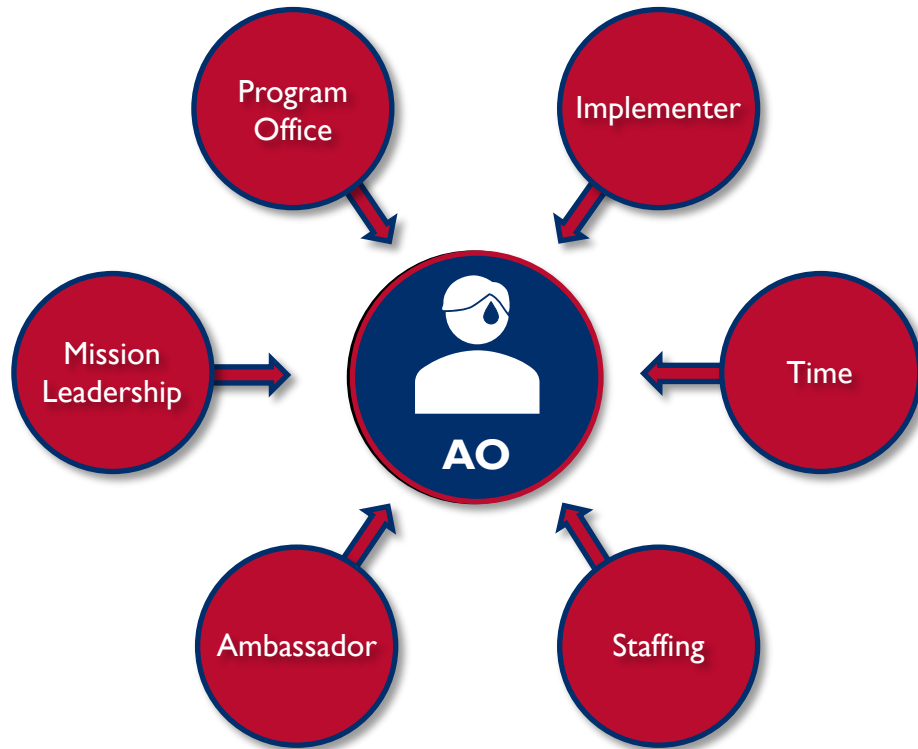 Program
Office
Implementer
Mission
Leadership
Time
AO
Ambassador
Staffing